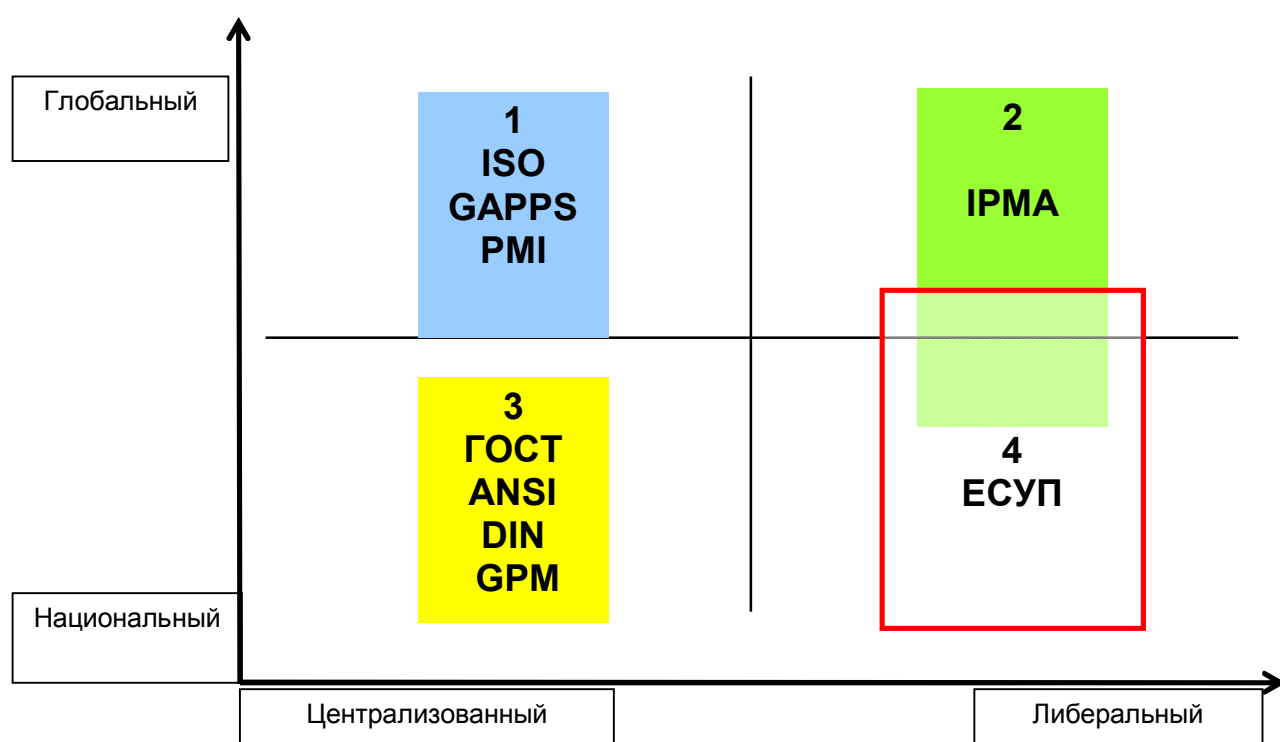 Глобальный
1
ISO
GAPPS
PMI
2
IPMA
3
ГОСТ
ANSI
DIN
GPM
4
ЕСУП
Национальный
Централизованный
Либеральный